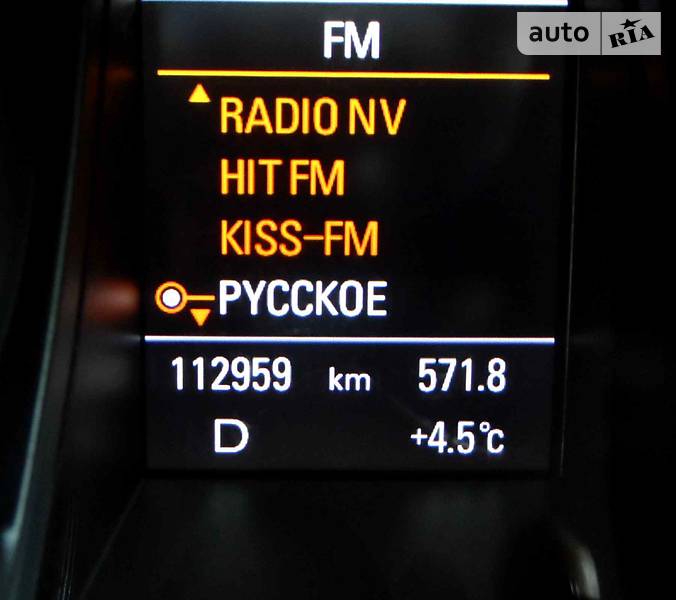 FM
auto RIA
RADIO NV
HIT FM
KISS-FM
РУССКОЕ
112959 km 571.8
D +4.5°C